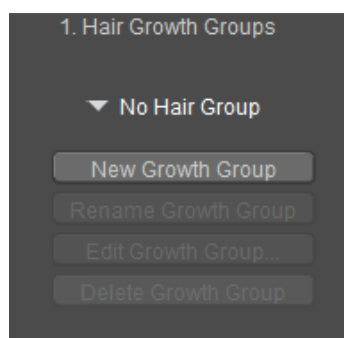 1. Hair Growth Groups
No Hair Group
New Growth Group
Rename Growth Group
Edit Growth Group...
Delete Growth Group